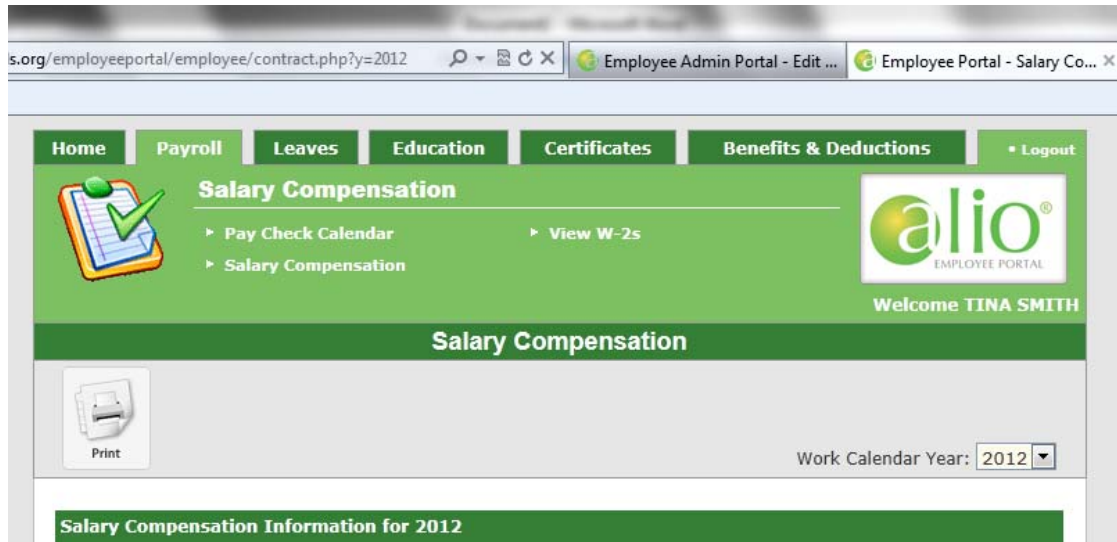 s.org/employeeportal/employee/contract.php?y=2012 Employee Admin Portal - Edit ... Employee Portal - Salary Co...
Home Payroll Leaves Education Certificates Benefits & Deductions • Logout
Salary Compensation
Pay Check Calendar View W-2s
Salary Compensation
alio®
EMPLOYEE PORTAL
Welcome TINA SMITH
Salary Compensation
Print
Work Calendar Year: 2012
Salary Compensation Information for 2012